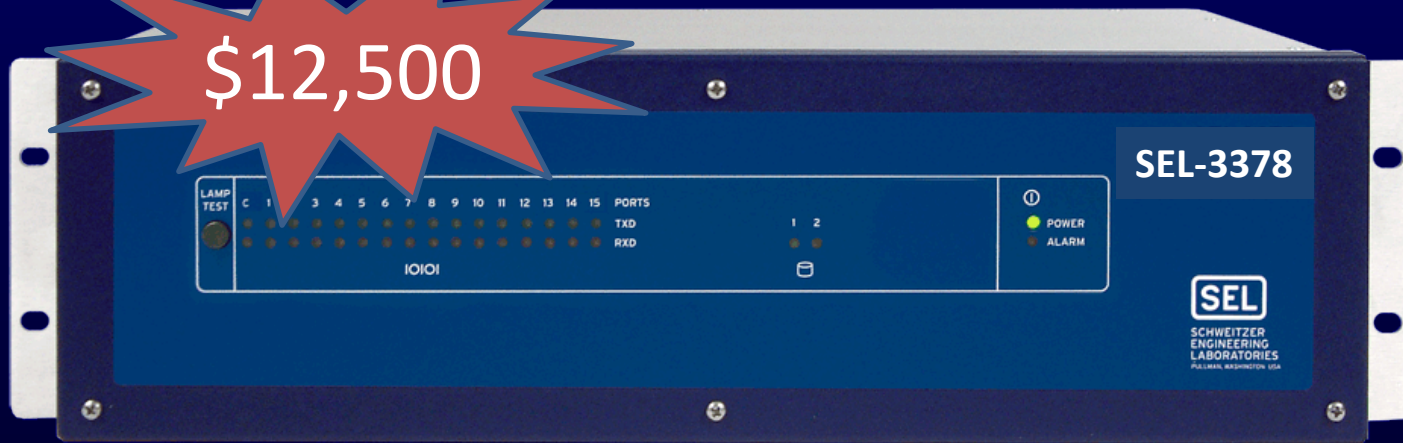 $12,500
SEL-3378
LAMP
TEST
C 1 3 4 5 6 7 8 9 10 11 12 13 14 15 PORTS
TXD
RXD
1 2
POWER
ALARM
IOIOI
SEL
SCHWEITZER
ENGINEERING
LABORATORIES
PULLMAN, WASHINGTON USA